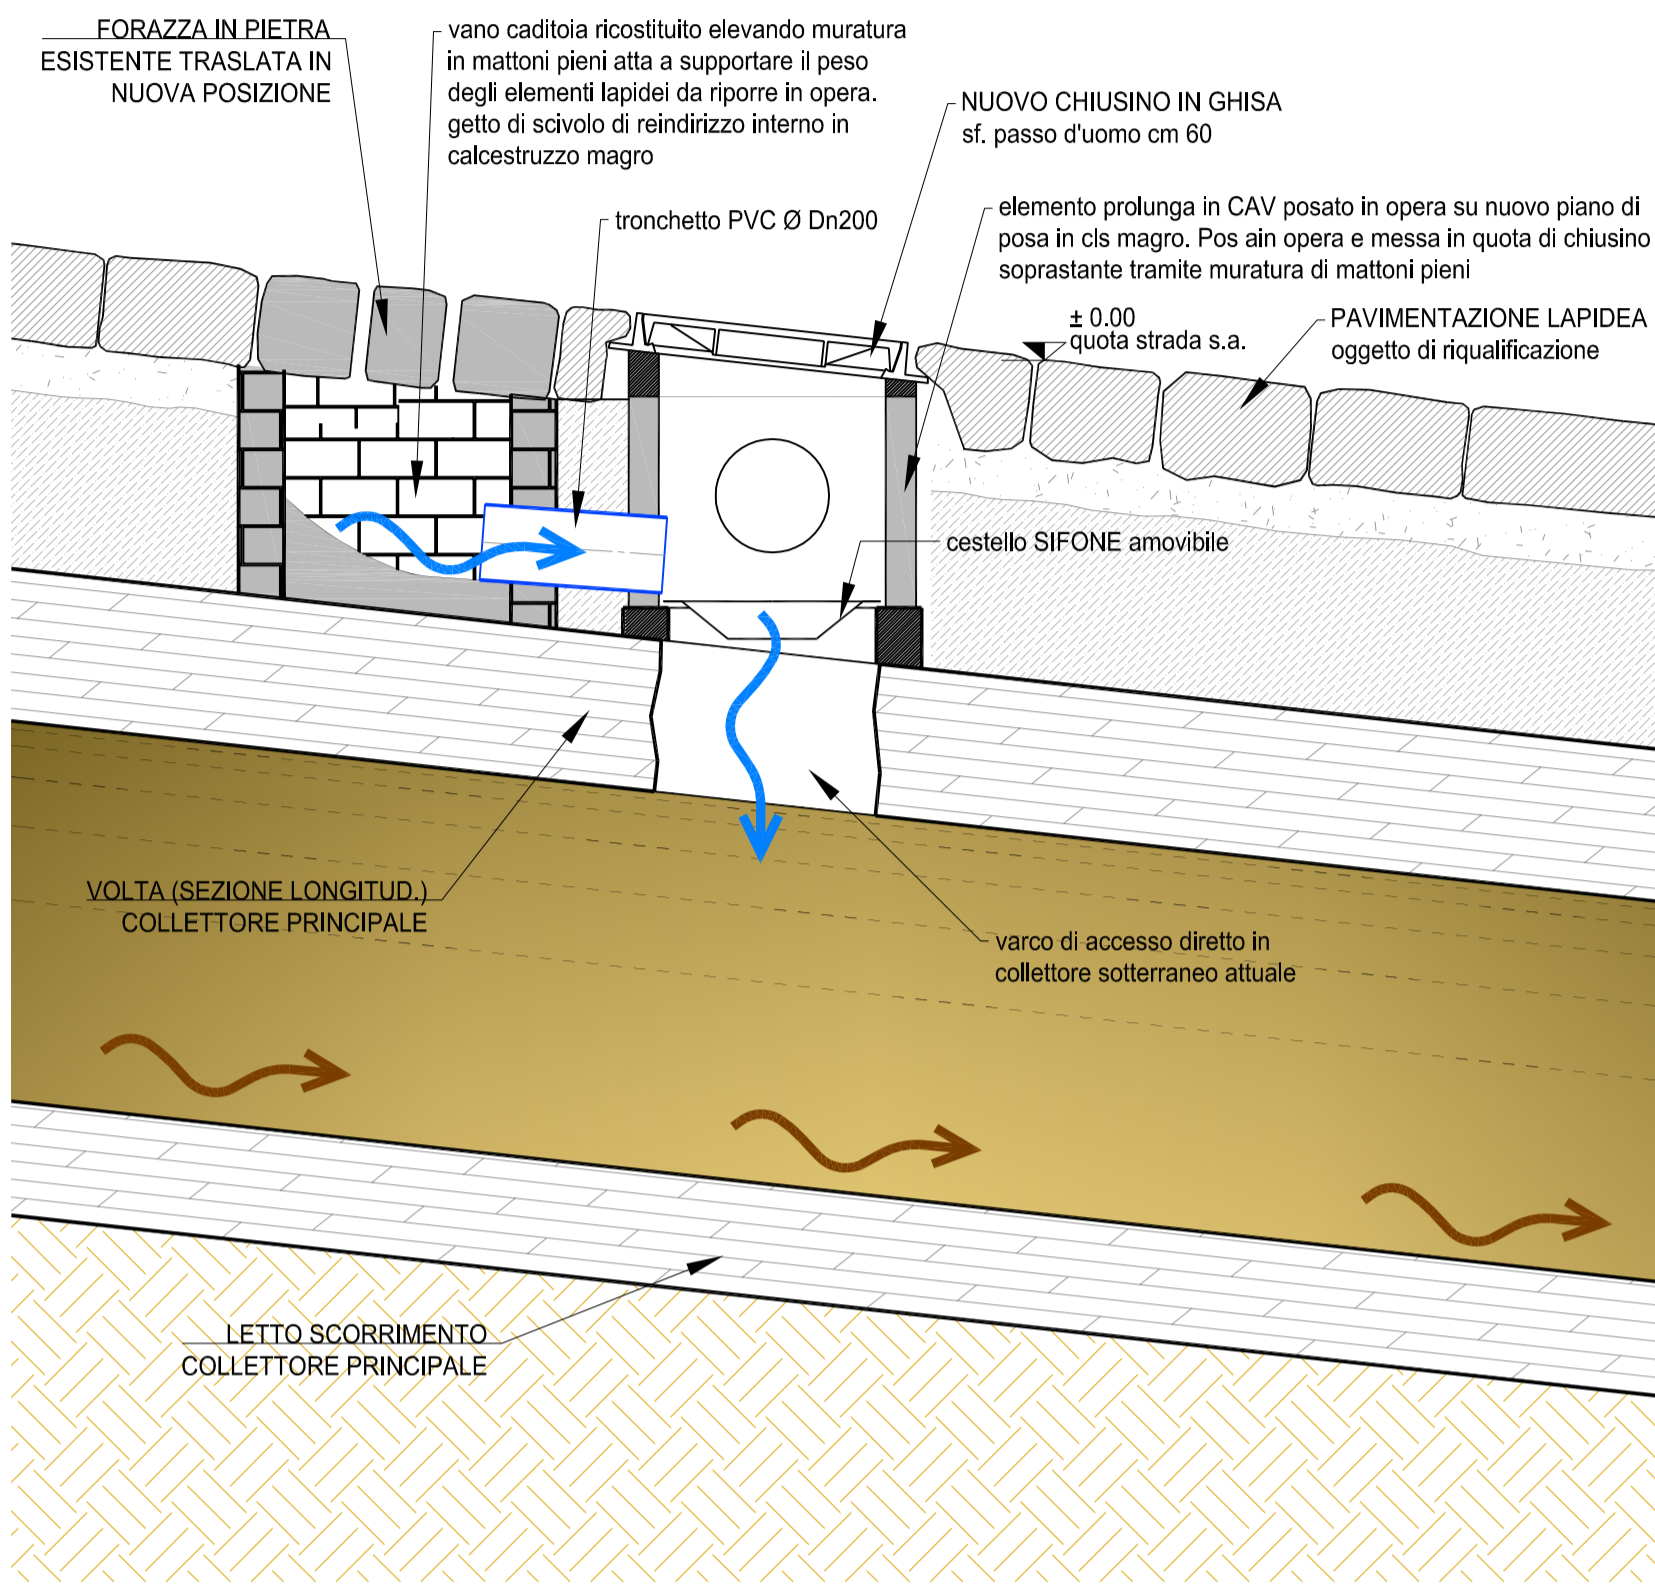 FORAZZA IN PIETRA
ESISTENTE TRASLATA IN
NUOVA POSIZIONE
vano caditoia ricostituito elevando muratura
in mattoni pieni atta a supportare il peso
degli elementi lapidei da riporre in opera.
getto di scivolo di reindirizzo interno in
calcestruzzo magro
NUOVO CHIUSINO IN GHISA
sf. passo d'uomo cm 60
tronchetto PVC Ø Dn200
elemento prolunga in CAV posato in opera su nuovo piano di
posa in cls magro. Pos ain opera e messa in quota di chiusino
soprastante tramite muratura di mattoni pieni
± 0.00
quota strada s.a.
PAVIMENTAZIONE LAPIDEA
oggetto di riqualificazione
cestello SIFONE amovibile
VOLTA (SEZIONE LONGITUD.)
COLLETTORE PRINCIPALE
varco di accesso diretto in
collettore sotterraneo attuale
LETTO SCORRIMENTO
COLLETTORE PRINCIPALE